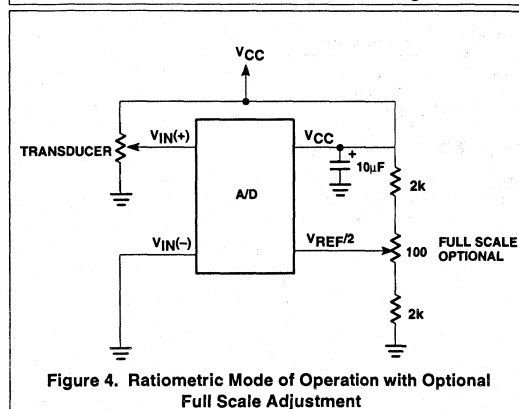 VCC
TRANSDUCER
VIN(+)
VCC
+
10µF
2k
A/D
VIN(–)
VREF/2
100
FULL SCALE
OPTIONAL
2k
Figure 4. Ratiometric Mode of Operation with Optional
Full Scale Adjustment